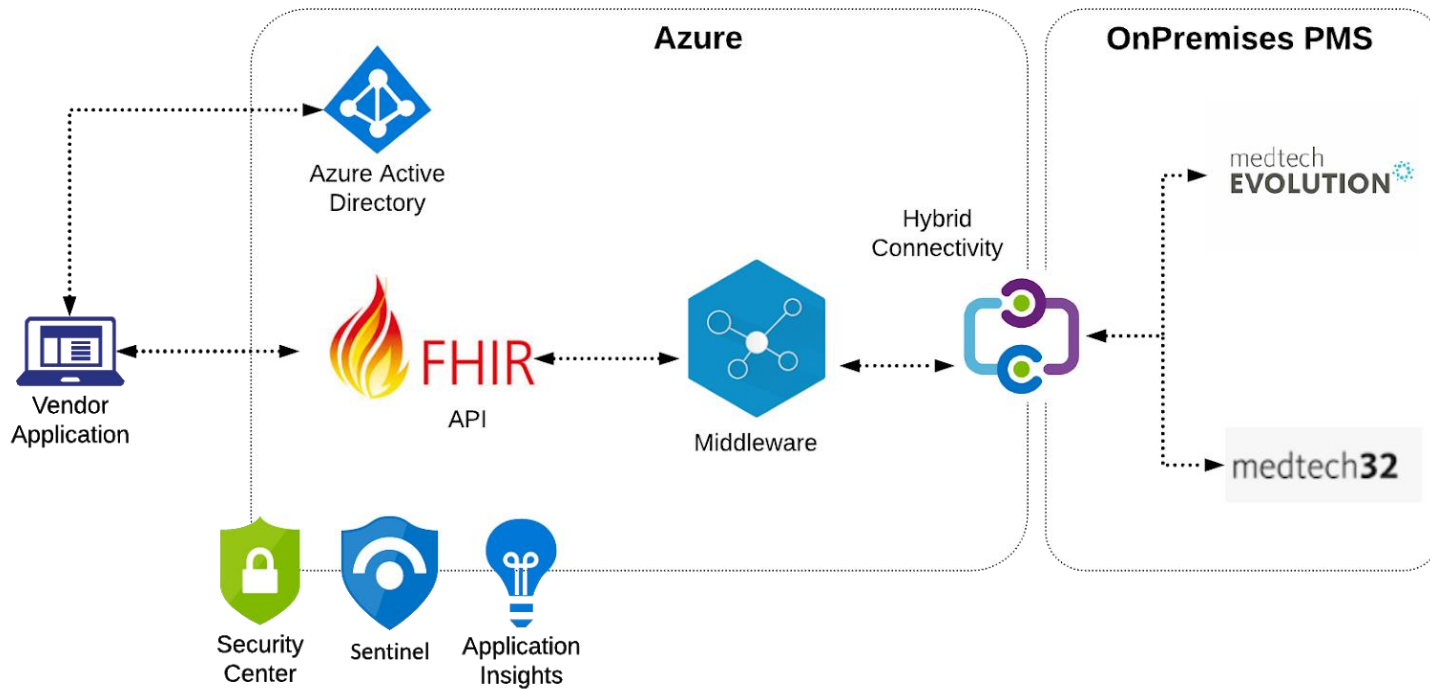 Azure
OnPremises PMS
Azure Active
Directory
medtech
EVOLUTION
Hybrid
Connectivity
FHIR
API
Middleware
Vendor
Application
medtech32
Security
Center
Sentinel
Application
Insights